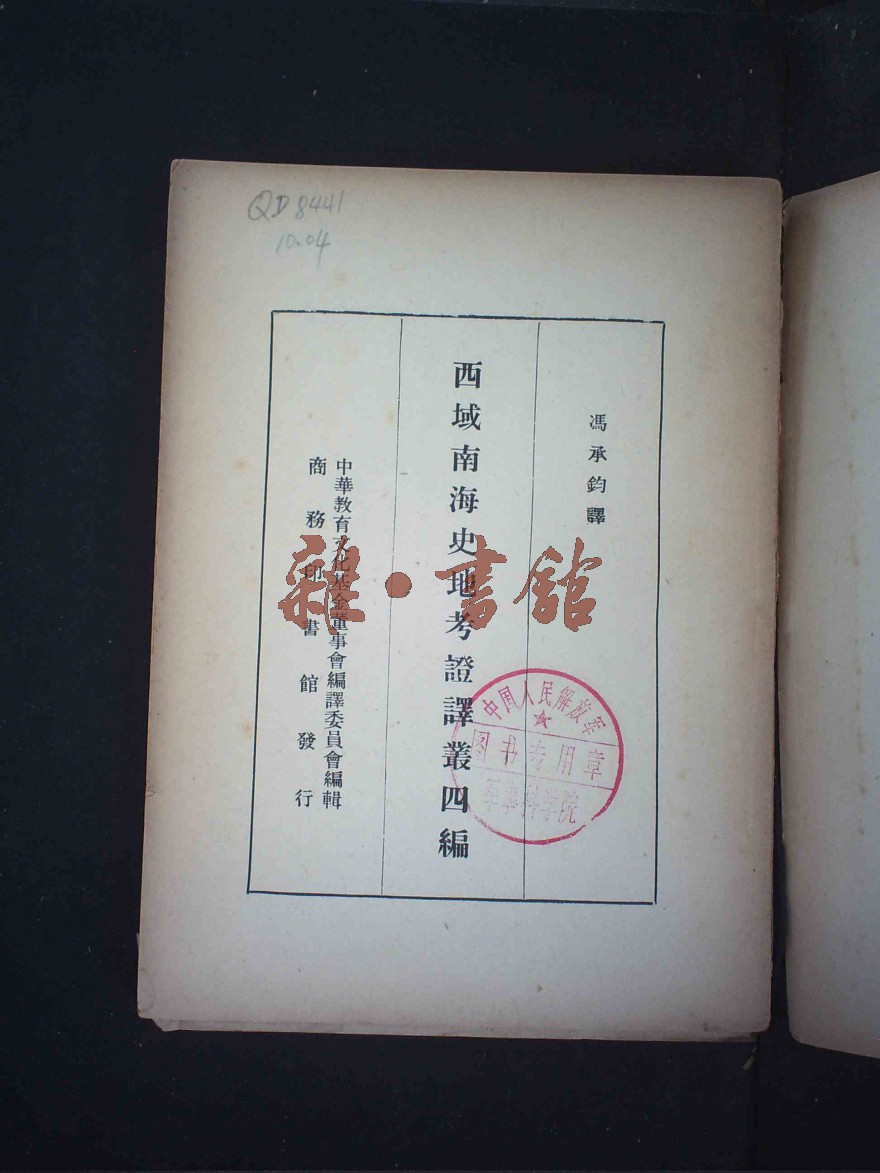 QD 8441
10.04
馮承鈞譯
西域南海史地考證譯叢四編
中華教育文化基金董事會編譯委員會編輯
商務印書館發行
雜·書館
中国人民解放军
图书专用章
军事科学院